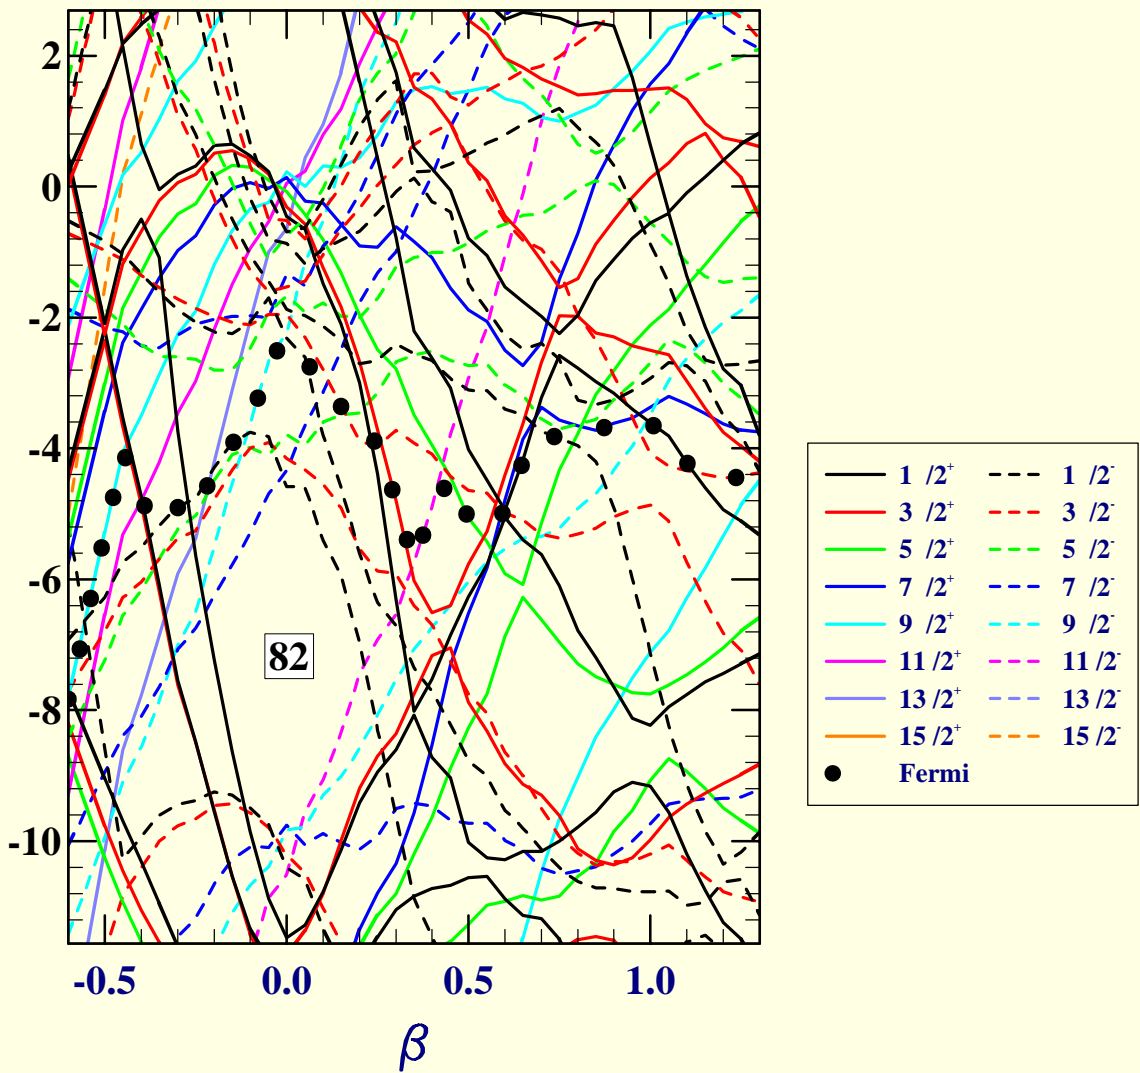 2
0
-2
-4
-6
-8
-10
82
-0.5 0.0 0.5 1.0
β
1 /2+ 1 /2-
3 /2+ 3 /2-
5 /2+ 5 /2-
7 /2+ 7 /2-
9 /2+ 9 /2-
11 /2+ 11 /2-
13 /2+ 13 /2-
15 /2+ 15 /2-
Fermi